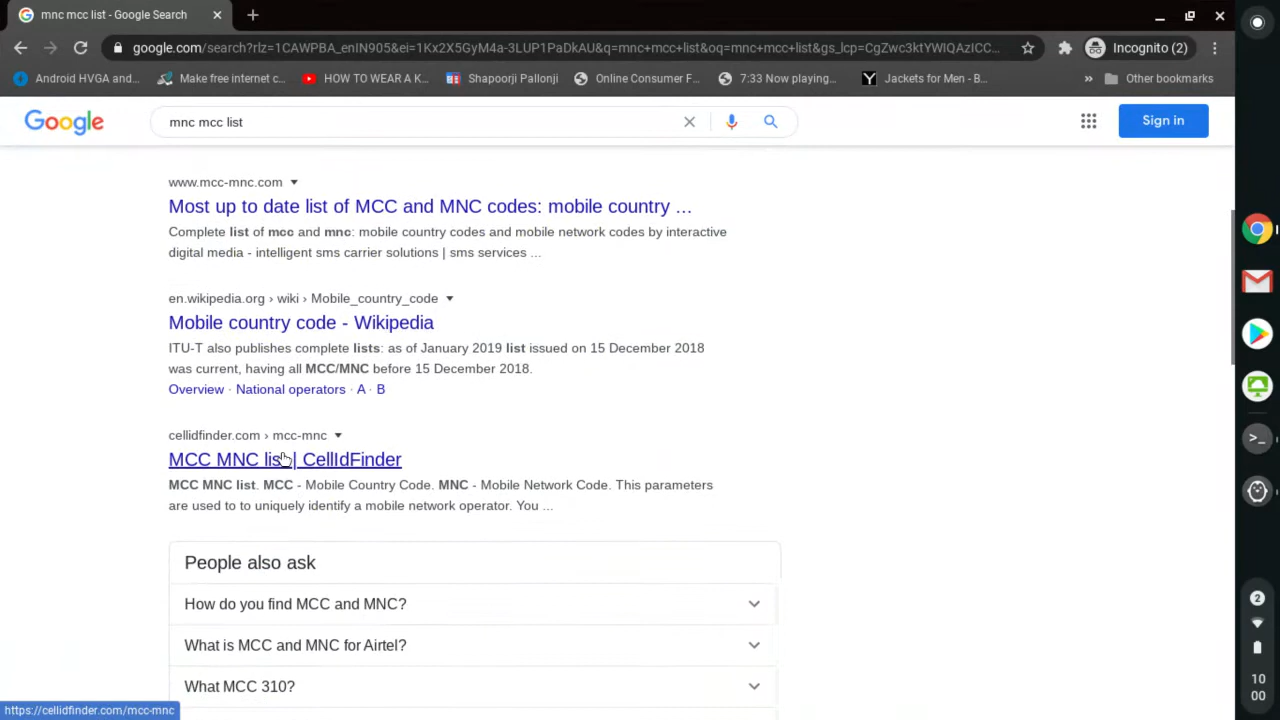 mnc mcc list - Google Search
google.com/search?rlz=1CAWPBA_enIN905&ei=1Kx2X5GyM4a-3LUP1PaDkAU&q=mnc+mcc+list&oq=mnc+mcc+list&gs_lcp=CgZwc3ktYWIQAzICC...
Incognito (2)
Android HVGA and...
Make free internet c...
HOW TO WEAR A K...
Shapoorji Pallonji
Online Consumer F...
7:33 Now playing...
Jackets for Men - B...
»
Other bookmarks
Google
mnc mcc list
Sign in
www.mcc-mnc.com
Most up to date list of MCC and MNC codes: mobile country ...
Complete list of mcc and mnc: mobile country codes and mobile network codes by interactive
digital media - intelligent sms carrier solutions | sms services ...
en.wikipedia.org › wiki › Mobile_country_code
Mobile country code - Wikipedia
ITU-T also publishes complete lists: as of January 2019 list issued on 15 December 2018
was current, having all MCC/MNC before 15 December 2018.
Overview · National operators · A · B
cellidfinder.com › mcc-mnc
MCC MNC list | CellIdFinder
MCC MNC list. MCC - Mobile Country Code. MNC - Mobile Network Code. This parameters
are used to to uniquely identify a mobile network operator. You ...
People also ask
How do you find MCC and MNC?
What is MCC and MNC for Airtel?
What MCC 310?
https://cellidfinder.com/mcc-mnc
2
10
00